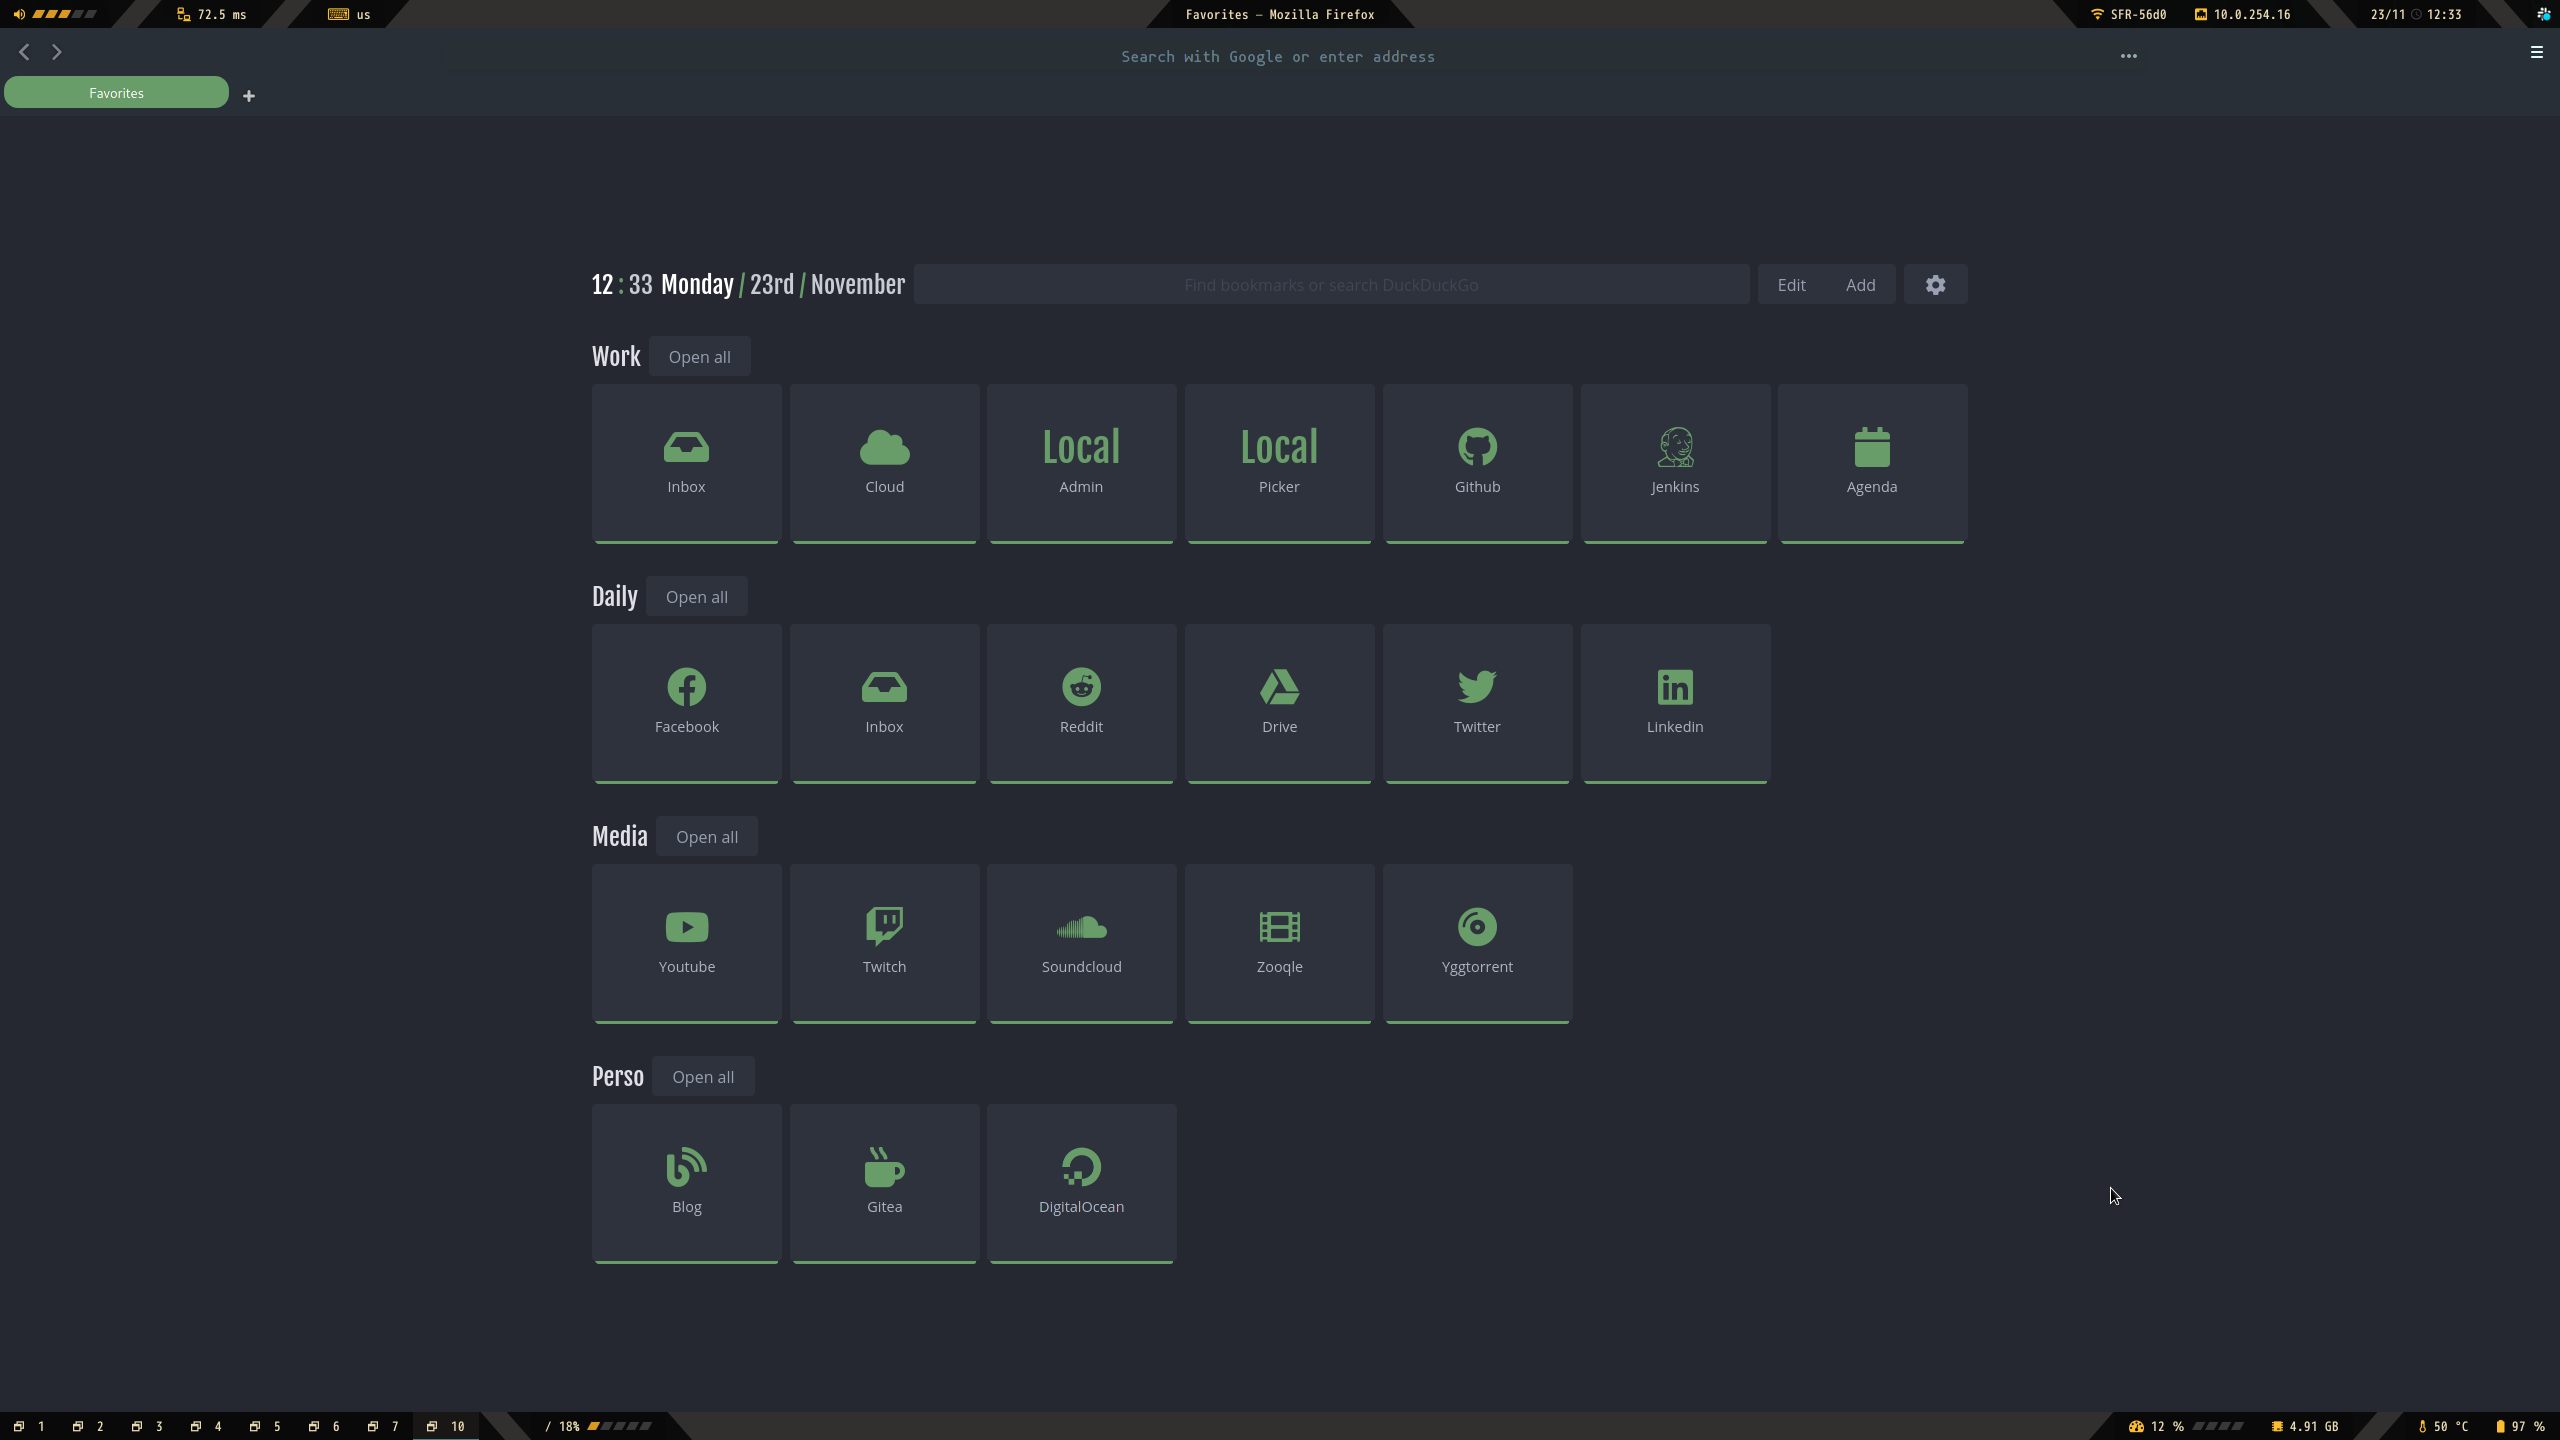 72.5 ms us Favorites — Mozilla Firefox SFR-56d0 10.0.254.16 23/11 12:33
Search with Google or enter address
Favorites
12 : 33 Monday / 23rd / November Find bookmarks or search DuckDuckGo Edit Add
Work Open all
Local Local
Inbox Cloud Admin Picker Github Jenkins Agenda
Daily Open all
Facebook Inbox Reddit Drive Twitter Linkedin
Media Open all
Youtube Twitch Soundcloud Zooqle Yggtorrent
Perso Open all
Blog Gitea DigitalOcean
1 2 3 4 5 6 7 10 / 18% 12 % 4.91 GB 50 °C 97 %